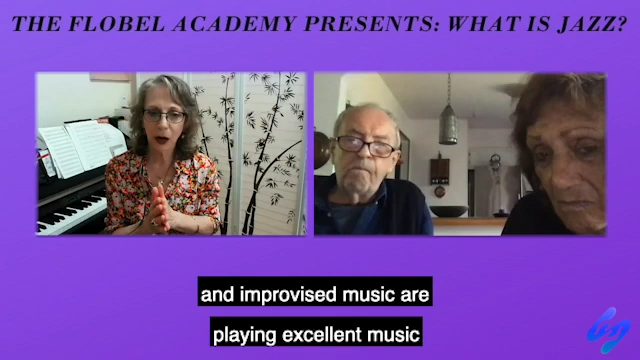 THE FLOBEL ACADEMY PRESENTS: WHAT IS JAZZ?
and improvised music are
playing excellent music